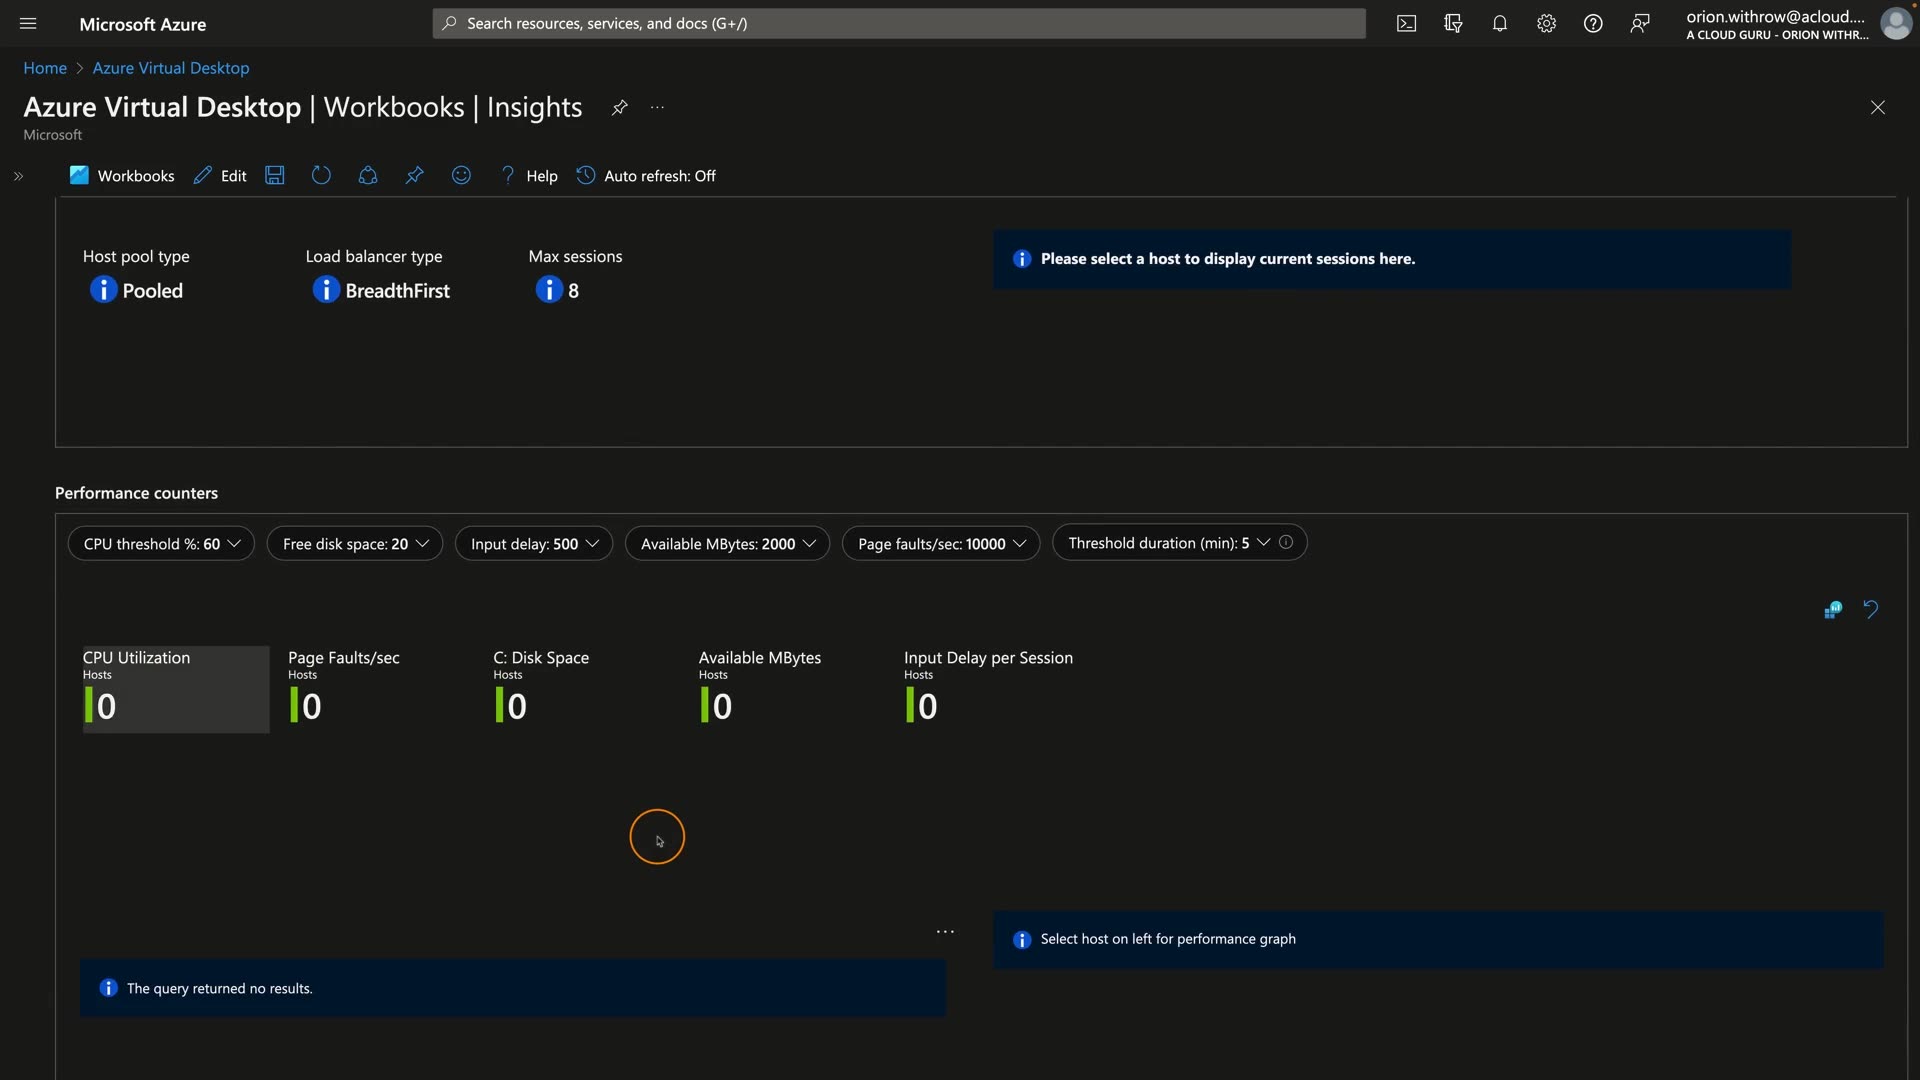 Microsoft Azure
Search resources, services, and docs (G+/)
orion.withrow@acloud....
A CLOUD GURU - ORION WITHR...
Home > Azure Virtual Desktop
Azure Virtual Desktop | Workbooks | Insights
Microsoft
Workbooks Edit Help Auto refresh: Off
Host pool type Load balancer type Max sessions
Pooled BreadthFirst 8
Please select a host to display current sessions here.
Performance counters
CPU threshold %: 60 Free disk space: 20 Input delay: 500 Available MBytes: 2000 Page faults/sec: 10000 Threshold duration (min): 5
CPU Utilization Page Faults/sec C: Disk Space Available MBytes Input Delay per Session
Hosts Hosts Hosts Hosts Hosts
0 0 0 0 0
Select host on left for performance graph
The query returned no results.